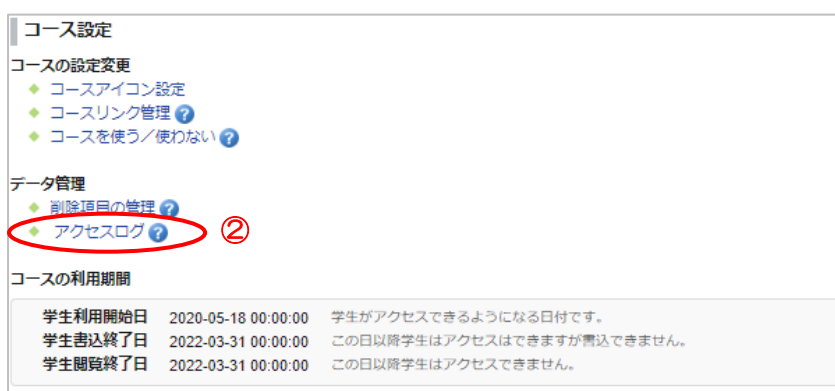 コース設定
コースの設定変更
コースアイコン設定
コースリンク管理 ?
コースを使う／使わない ?
データ管理
削除項目の管理 ?
アクセスログ ? ②
コースの利用期間
学生利用開始日 2020-05-18 00:00:00 学生がアクセスできるようになる日付です。
学生書込終了日 2022-03-31 00:00:00 この日以降学生はアクセスはできますが書込できません。
学生閲覧終了日 2022-03-31 00:00:00 この日以降学生はアクセスできません。